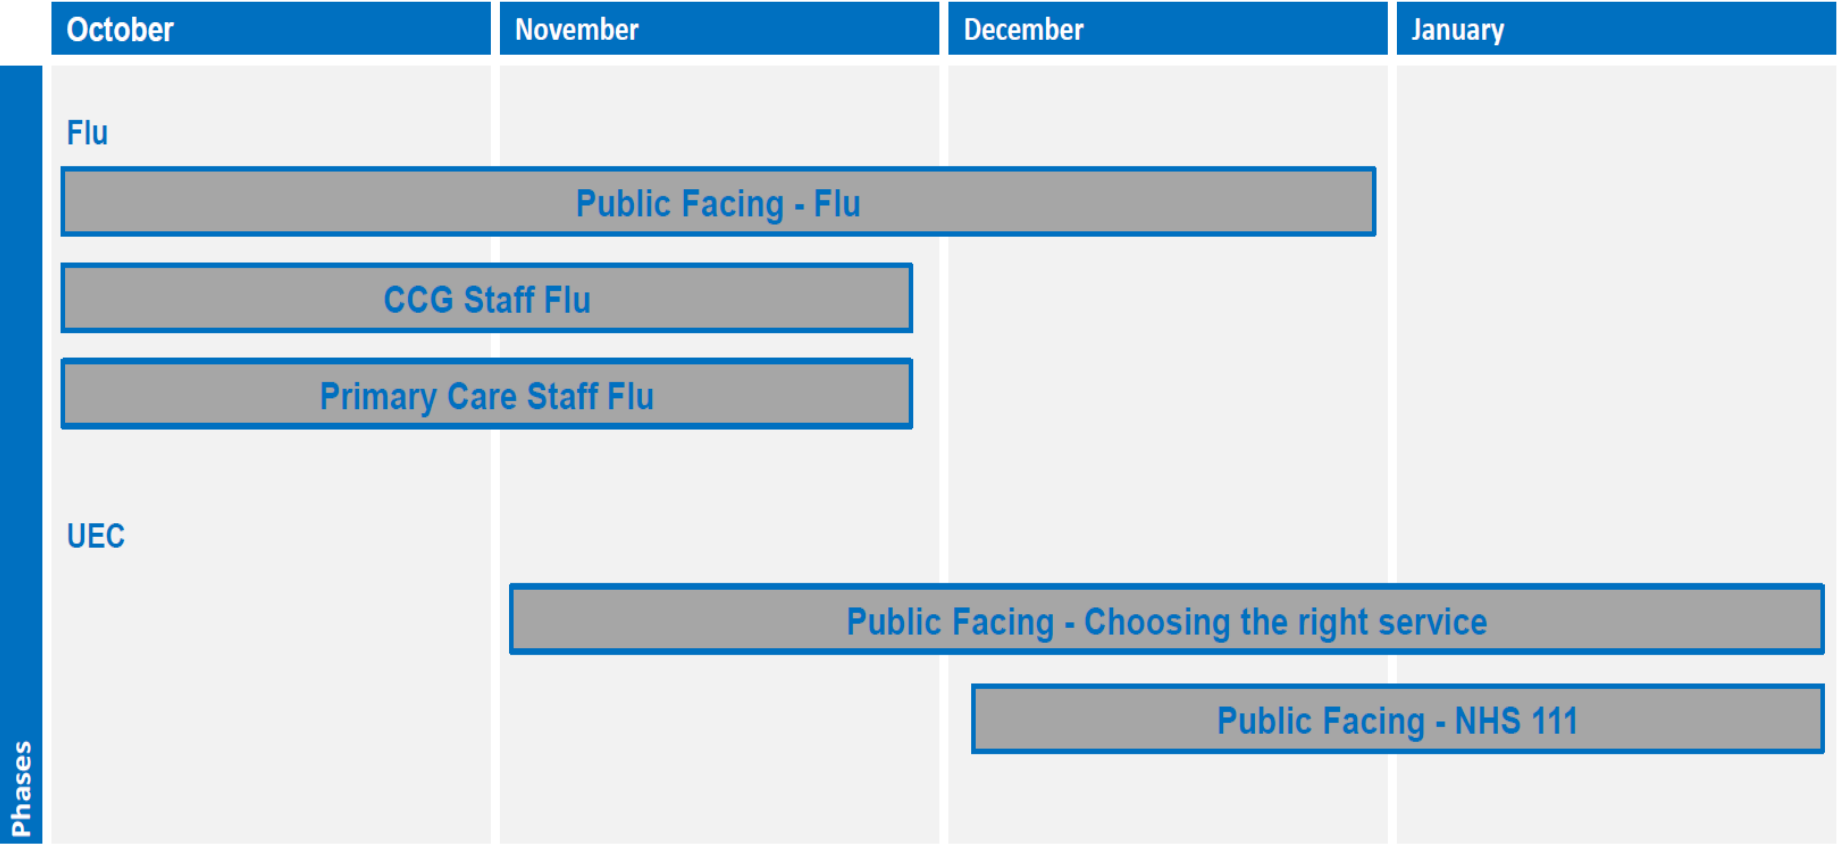 October
November
December
January
Flu
Public Facing - Flu
CCG Staff Flu
Primary Care Staff Flu
UEC
Public Facing - Choosing the right service
Public Facing - NHS 111
Phases